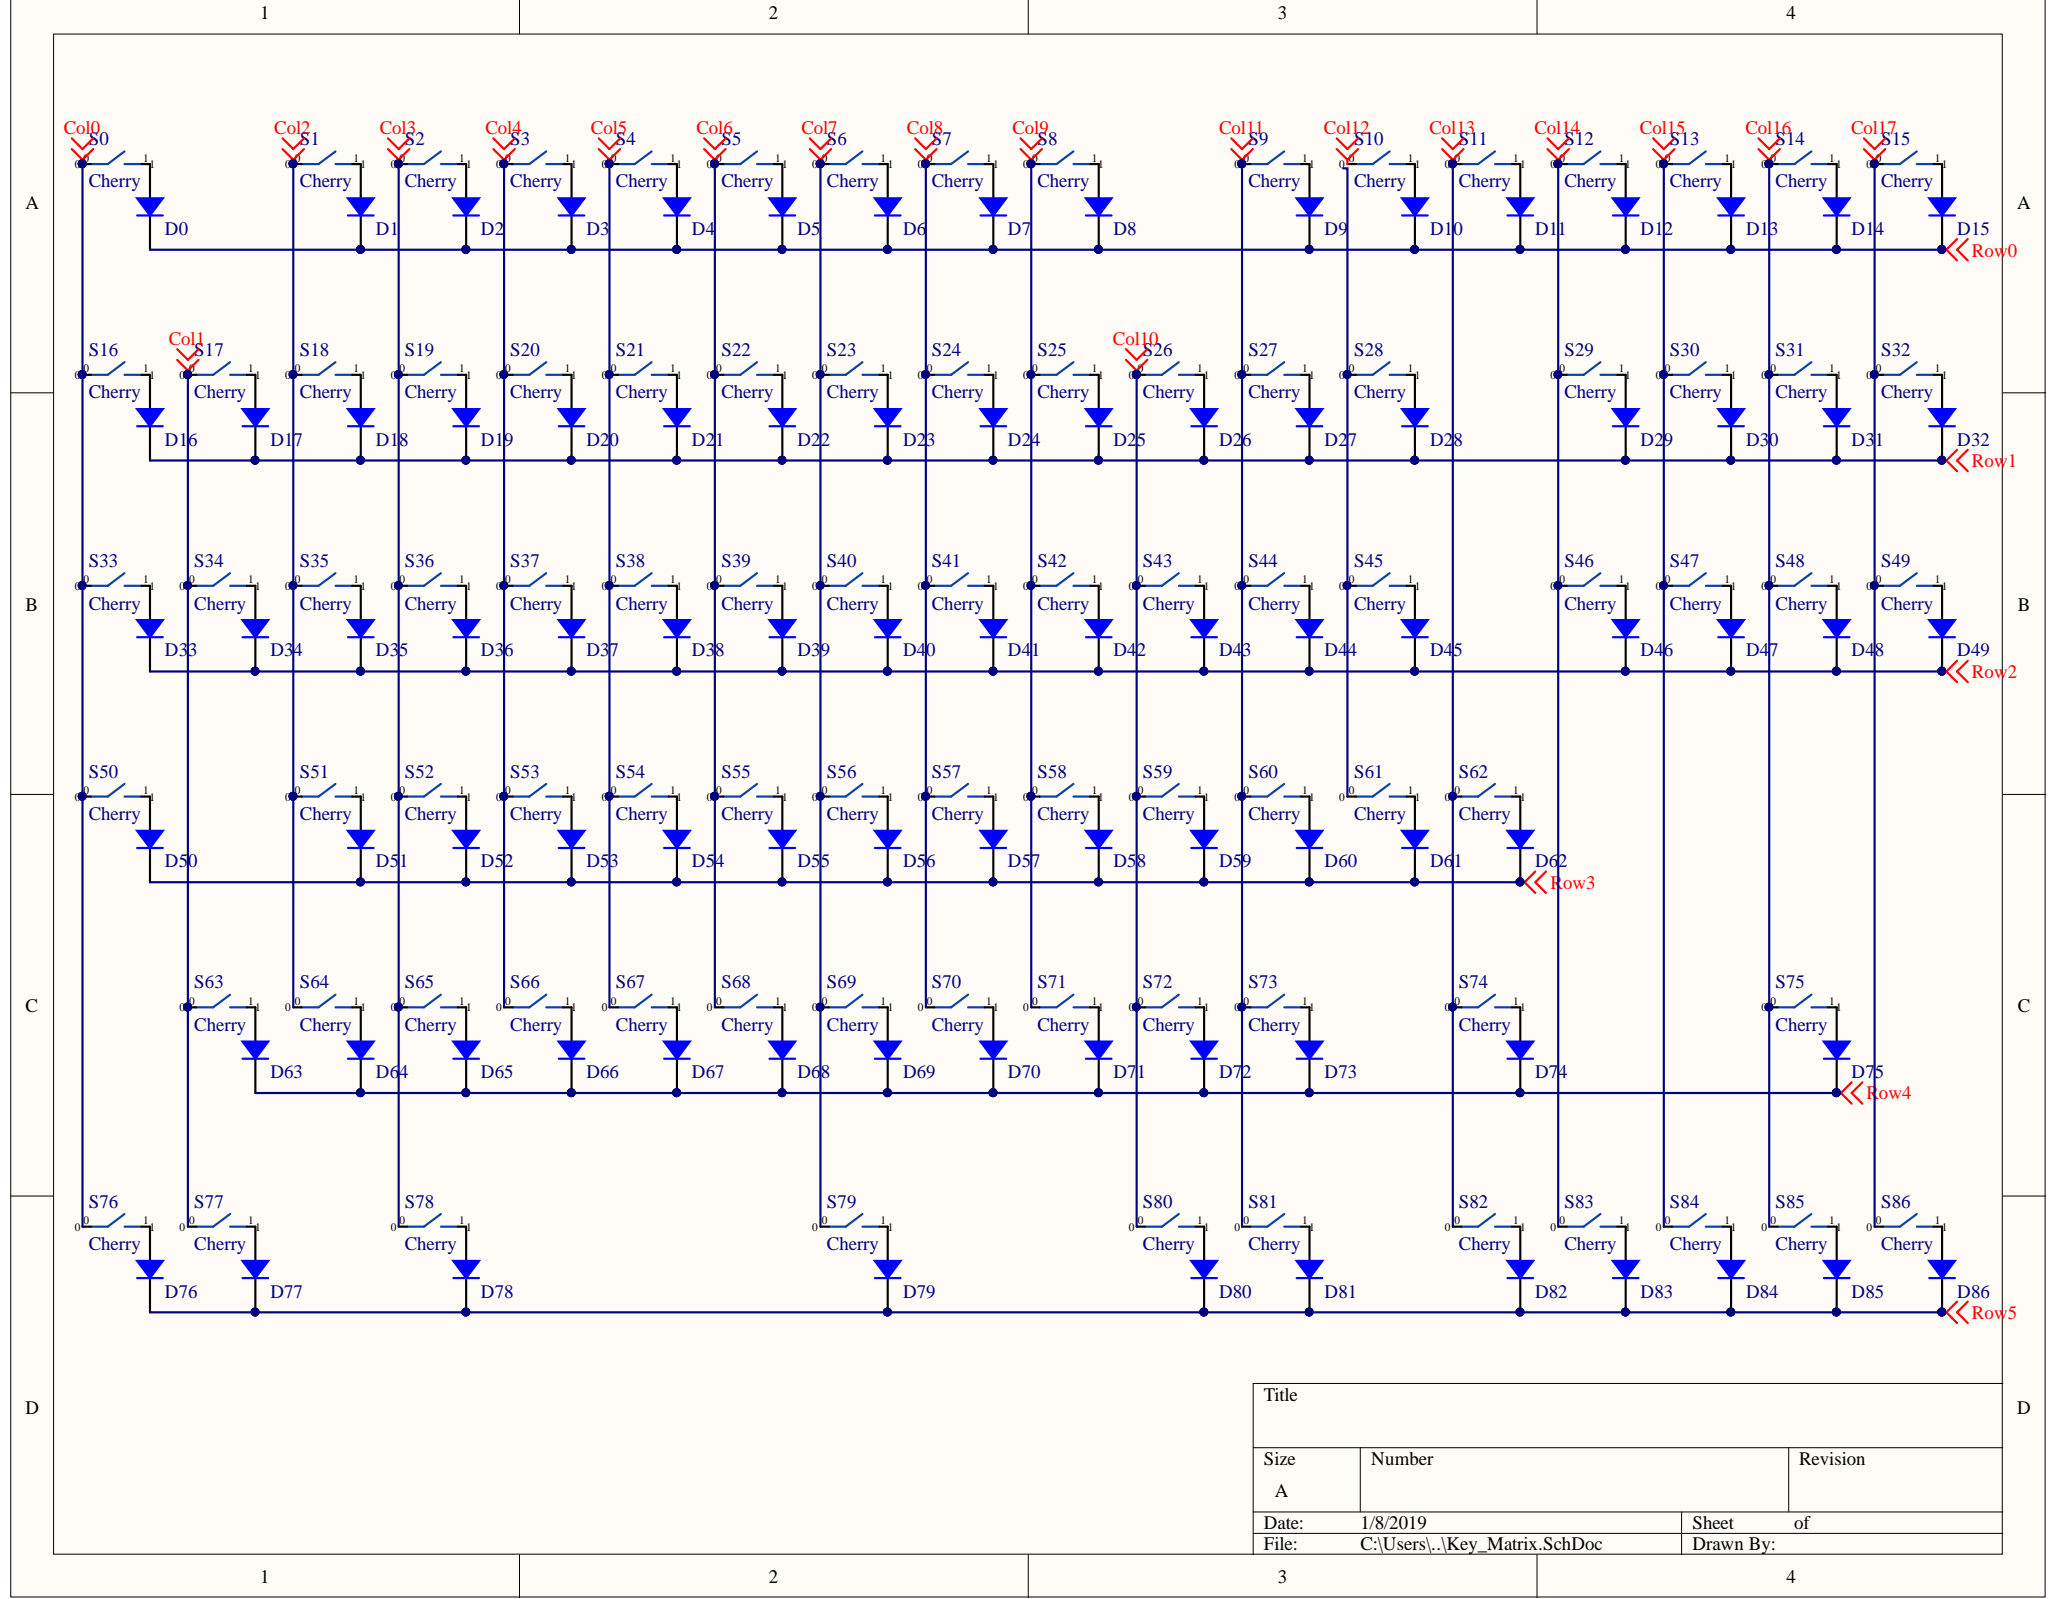 1 2 3 4
Col0 Col2 Col3 Col4 Col5 Col6 Col7 Col8 Col9 Col11 Col12 Col13 Col14 Col15 Col16 Col17
S0 S1 S2 S3 S4 S5 S6 S7 S8 S9 S10 S11 S12 S13 S14 S15
Cherry Cherry Cherry Cherry Cherry Cherry Cherry Cherry Cherry Cherry Cherry Cherry Cherry Cherry Cherry Cherry
A A
D0 D1 D2 D3 D4 D5 D6 D7 D8 D9 D10 D11 D12 D13 D14 D15
Row0
Col1 Col10
S16 S17 S18 S19 S20 S21 S22 S23 S24 S25 S26 S27 S28 S29 S30 S31 S32
Cherry Cherry Cherry Cherry Cherry Cherry Cherry Cherry Cherry Cherry Cherry Cherry Cherry Cherry Cherry Cherry Cherry
D16 D17 D18 D19 D20 D21 D22 D23 D24 D25 D26 D27 D28 D29 D30 D31 D32
Row1
S33 S34 S35 S36 S37 S38 S39 S40 S41 S42 S43 S44 S45 S46 S47 S48 S49
Cherry Cherry Cherry Cherry Cherry Cherry Cherry Cherry Cherry Cherry Cherry Cherry Cherry Cherry Cherry Cherry Cherry
B B
D33 D34 D35 D36 D37 D38 D39 D40 D41 D42 D43 D44 D45 D46 D47 D48 D49
Row2
S50 S51 S52 S53 S54 S55 S56 S57 S58 S59 S60 S61 S62
Cherry Cherry Cherry Cherry Cherry Cherry Cherry Cherry Cherry Cherry Cherry Cherry Cherry
D50 D51 D52 D53 D54 D55 D56 D57 D58 D59 D60 D61 D62
Row3
S63 S64 S65 S66 S67 S68 S69 S70 S71 S72 S73 S74 S75
C C
Cherry Cherry Cherry Cherry Cherry Cherry Cherry Cherry Cherry Cherry Cherry Cherry Cherry
D63 D64 D65 D66 D67 D68 D69 D70 D71 D72 D73 D74 D75
Row4
S76 S77 S78 S79 S80 S81 S82 S83 S84 S85 S86
Cherry Cherry Cherry Cherry Cherry Cherry Cherry Cherry Cherry Cherry Cherry
D76 D77 D78 D79 D80 D81 D82 D83 D84 D85 D86
Row5
D D
Title
Size Number Revision
A
Date: 1/8/2019 Sheet of
File: C:\Users\..\Key_Matrix.SchDoc Drawn By:
1 2 3 4